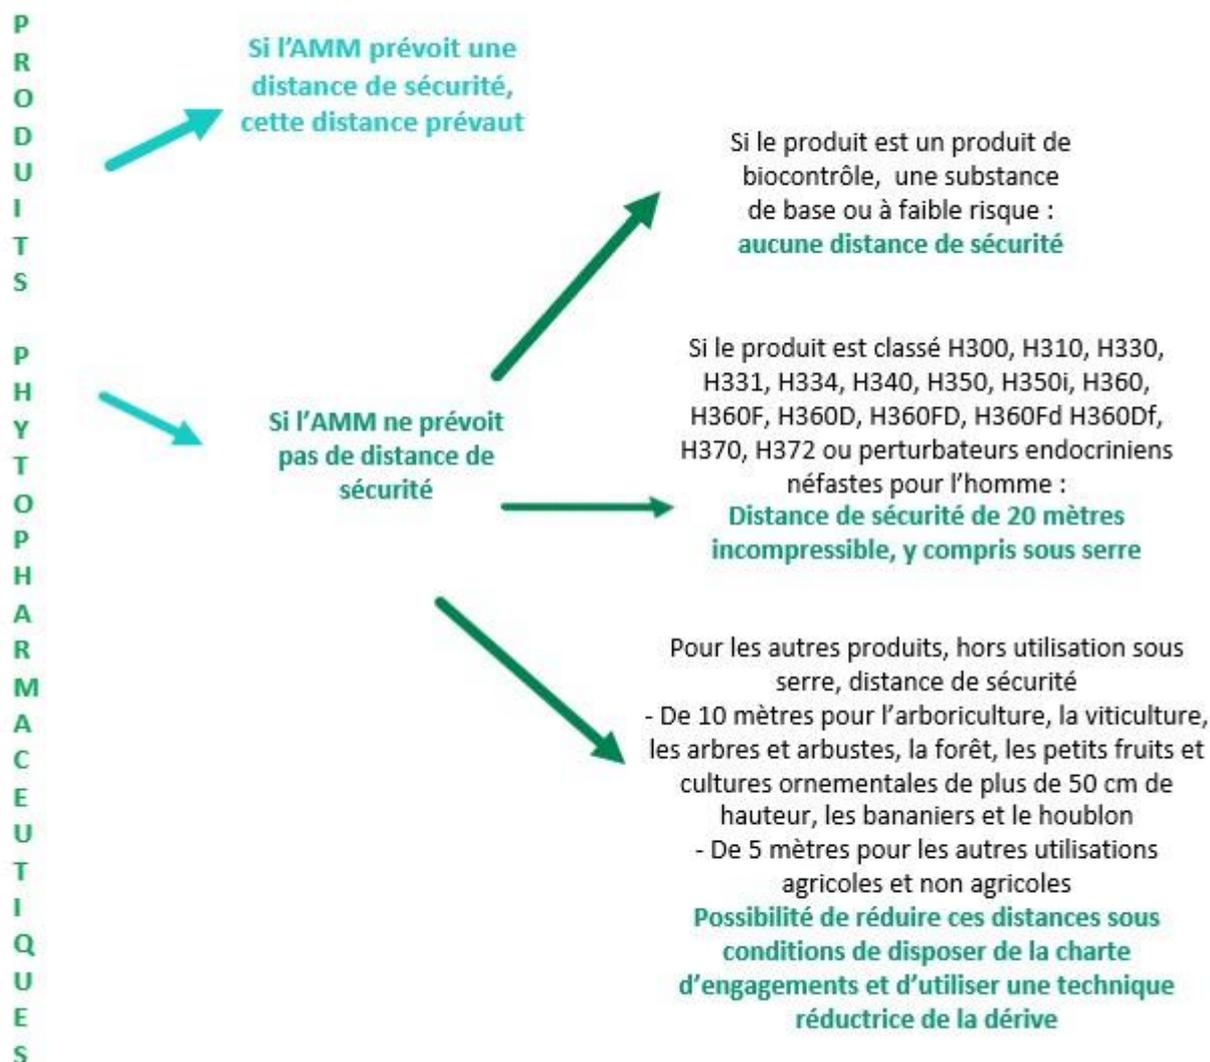 PRODUITS PHYTOPHARMACEUTIQUES
Si l'AMM prévoit une
distance de sécurité,
cette distance prévaut
Si l'AMM ne prévoit
pas de distance de
sécurité
Si le produit est un produit de
biocontrôle, une substance
de base ou à faible risque :
aucune distance de sécurité
Si le produit est classé H300, H310, H330,
H331, H334, H340, H350, H350i, H360,
H360F, H360D, H360FD, H360Fd H360Df,
H370, H372 ou perturbateurs endocriniens
néfastes pour l'homme :
Distance de sécurité de 20 mètres
incompressible, y compris sous serre
Pour les autres produits, hors utilisation sous
serre, distance de sécurité
- De 10 mètres pour l'arboriculture, la viticulture,
les arbres et arbustes, la forêt, les petits fruits et
cultures ornementales de plus de 50 cm de
hauteur, les bananiers et le houblon
- De 5 mètres pour les autres utilisations
agricoles et non agricoles
Possibilité de réduire ces distances sous
conditions de disposer de la charte
d'engagements et d'utiliser une technique
réductrice de la dérive